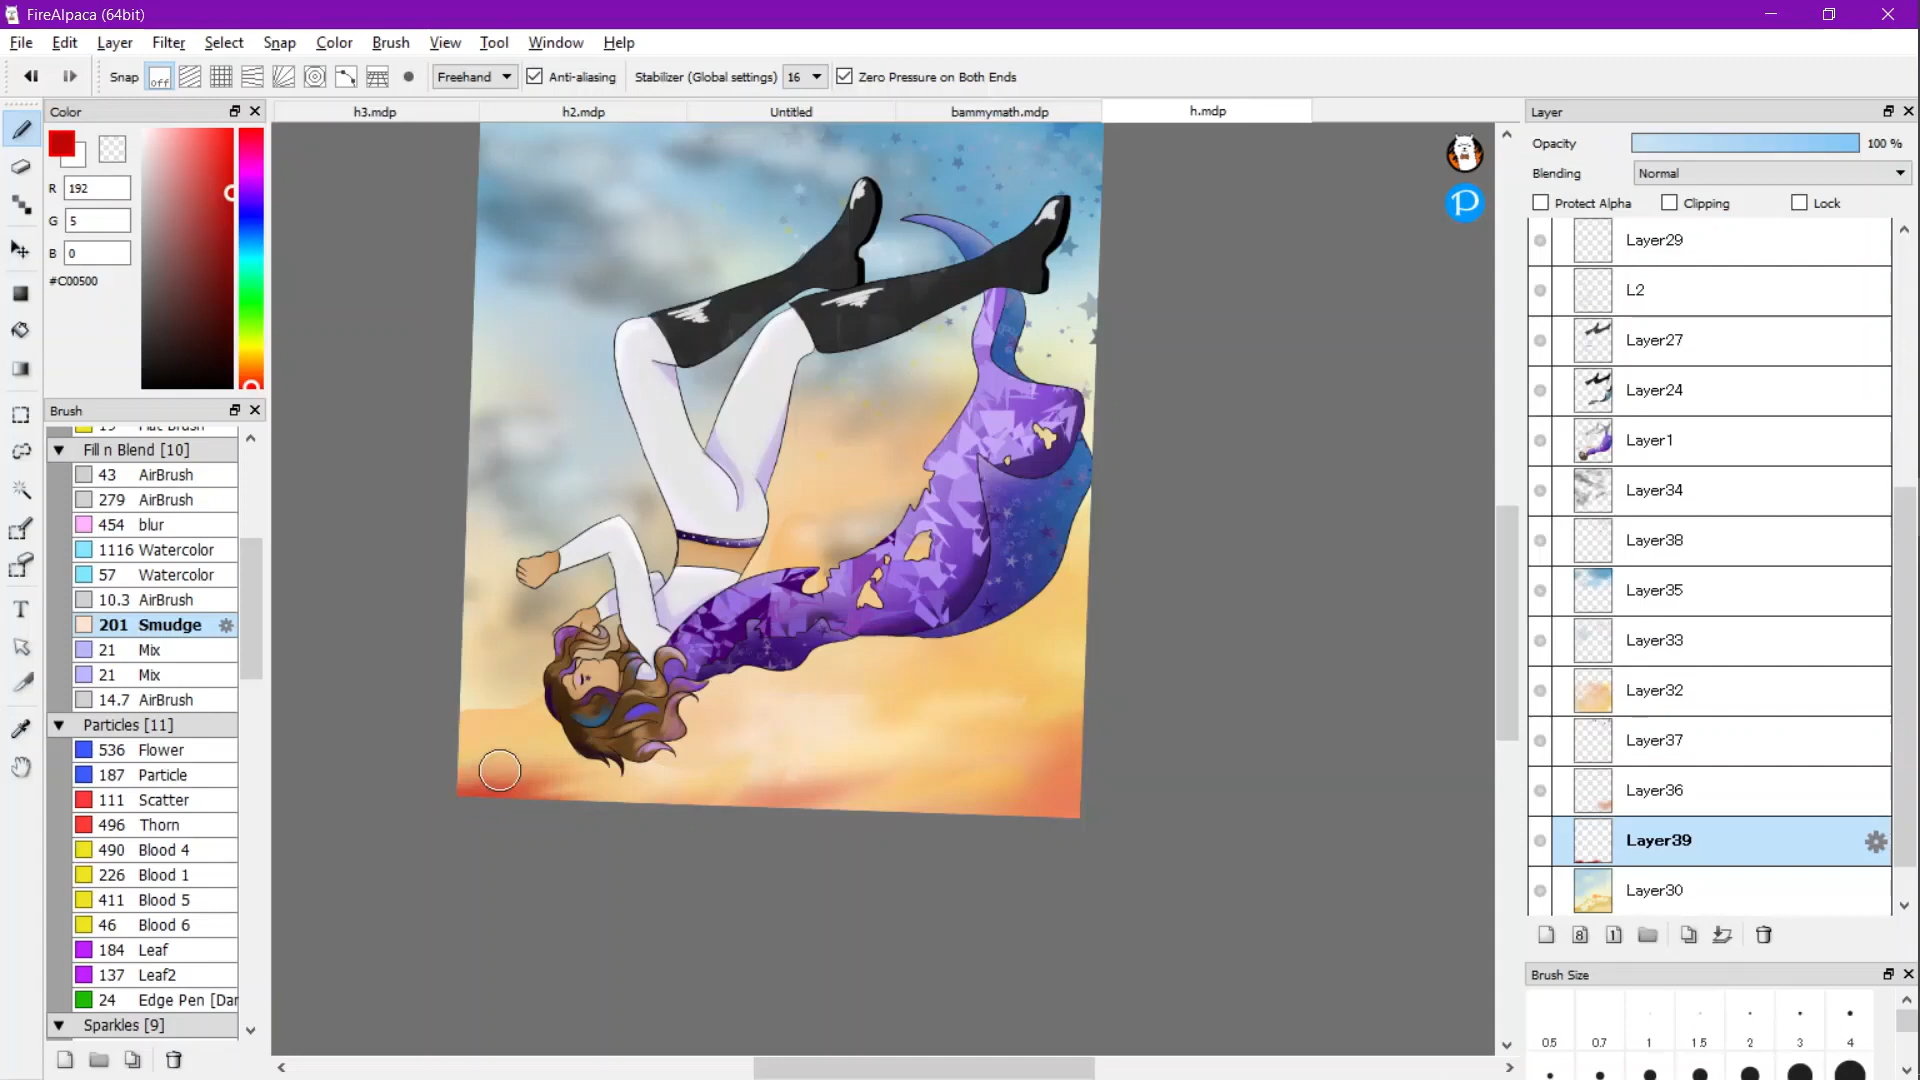 FireAlpaca (64bit)
File Edit Layer Filter Select Snap Color Brush View Tool Window Help
Snap off Freehand Anti-aliasing Stabilizer (Global settings) 16 Zero Pressure on Both Ends
Color
R 192
G 5
B 0
#C00500
h3.mdp h2.mdp Untitled bammymath.mdp h.mdp
Brush
Fill n Blend [10]
43 AirBrush
279 AirBrush
454 blur
1116 Watercolor
57 Watercolor
10.3 AirBrush
201 Smudge
21 Mix
21 Mix
14.7 AirBrush
Particles [11]
536 Flower
187 Particle
111 Scatter
496 Thorn
490 Blood 4
226 Blood 1
411 Blood 5
46 Blood 6
184 Leaf
137 Leaf2
24 Edge Pen [Dar
Sparkles [9]
Layer
Opacity 100 %
Blending Normal
Protect Alpha Clipping Lock
Layer29
L2
Layer27
Layer24
Layer1
Layer34
Layer38
Layer35
Layer33
Layer32
Layer37
Layer36
Layer39
Layer30
8 1
Brush Size
0.5 0.7 1 1.5 2 3 4